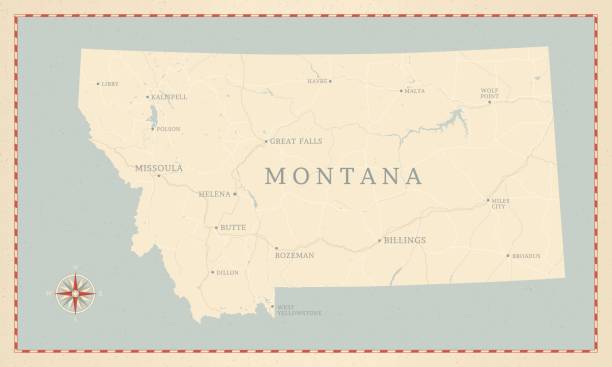 HAVRE
LIBBY
MALTA
WOLF
POINT
KALISPELL
POLSON
GREAT FALLS
MISSOULA
MONTANA
HELENA
MILES
CITY
BUTTE
BILLINGS
BOZEMAN
BROADUS
DILLON
WEST
YELLOWSTONE